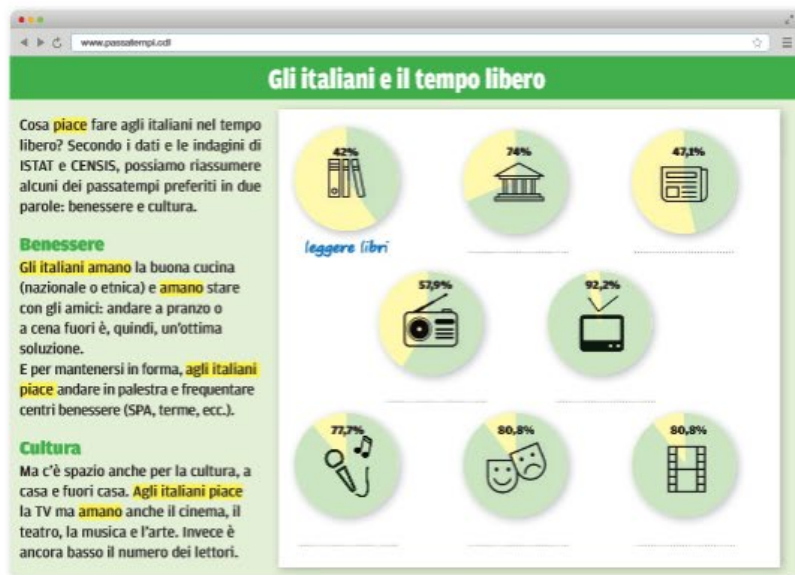 www.passatempi.odl
Gli italiani e il tempo libero
Cosa piace fare agli italiani nel tempo
libero? Secondo i dati e le indagini di
ISTAT e CENSIS, possiamo riassumere
alcuni dei passatempi preferiti in due
parole: benessere e cultura.
Benessere
Gli italiani amano la buona cucina
(nazionale o etnica) e amano stare
con gli amici: andare a pranzo o
a cena fuori è, quindi, un'ottima
soluzione.
E per mantenersi in forma, agli italiani
piace andare in palestra e frequentare
centri benessere (SPA, terme, ecc.).
Cultura
Ma c'è spazio anche per la cultura, a
casa e fuori casa. Agli italiani piace
la TV ma amano anche il cinema, il
teatro, la musica e l'arte. Invece è
ancora basso il numero dei lettori.
42%
74%
47,1%
leggere libri
57,9%
92,2%
77,7%
80,8%
80,8%